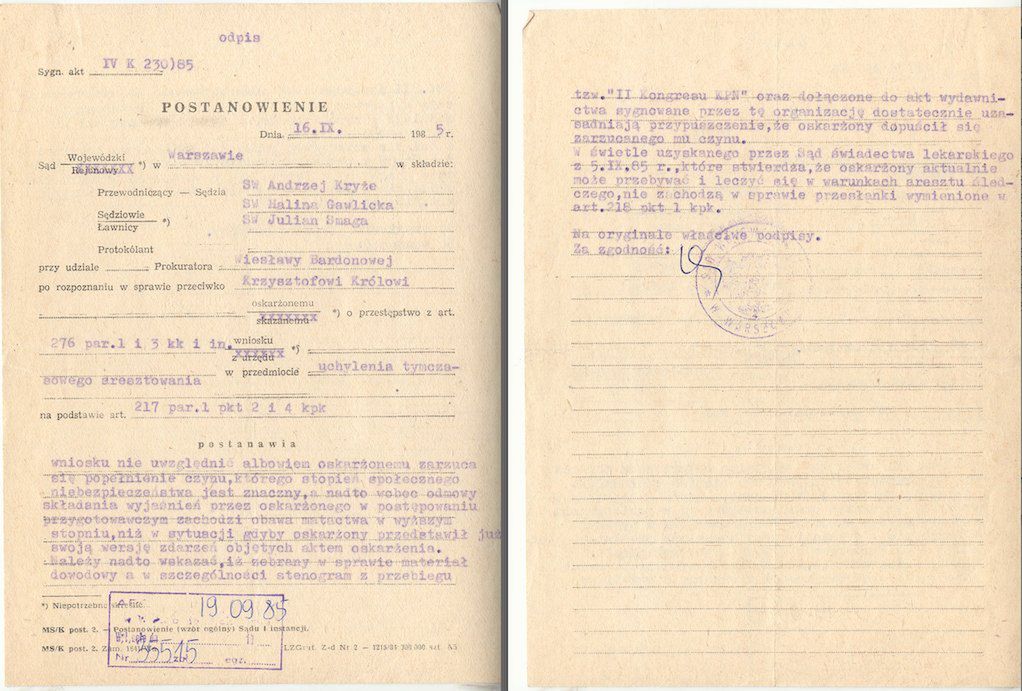 odpis
Sygn. akt IV K 230)85
POSTANOWIENIE
Dnia 16.IX. 1985 r.
Sąd Wojewódzki *) w Warszawie w składzie:
Rejonowy
Przewodniczący — Sędzia SW Andrzej Kryże
SW Malina Gawlicka
Sędziowie *) SW Julian Smaga
Ławnicy
Protokólant
przy udziale Prokuratora Wiesławy Bardonowej
po rozpoznaniu w sprawie przeciwko Krzysztofowi Królowi
oskarżonemu *) o przestępstwo z art.
skazanemu
276 par.1 i 3 kk i in. wniosku *)
z urzędu
w przedmiocie uchylenia tymcza-
sowego aresztowania
na podstawie art. 217 par.1 pkt 2 i 4 kpk
postanawia
wniosku nie uwzględnić albowiem oskarżonemu zarzuca
się popełnienie czynu,którego stopień społecznego
niebezpieczeństwa jest znaczny,a nadto wobec odmowy
składania wyjaśnień przez oskarżonego w postępowaniu
przygotowawczym zachodzi obawa matactwa w wyższym
stopniu,niż w sytuacji gdyby oskarżony przedstawił już
swoją wersję zdarzeń objętych aktem oskarżenia.
Należy nadto wskazać,iż zebrany w sprawie materiał
dowodowy a w szczególności stenogram z przebiegu
*) Niepotrzebne skreślić.
19.09 85
MS/K post. 2. — Postanowienie (wzór ogólny) Sądu I instancji.
MS/K post. 2. Zam.
Nr 55515 zał. egz.
LZGraf. Z-d Nr 2 —
tzw."II Kongresu KPN" oraz dołączone do akt wydawni-
ctwa sygnowane przez tę organizację dostatecznie uza-
sadniają przypuszczenie,że oskarżony dopuścił się
zarzucanego mu czynu.
W świetle uzyskanego przez Sąd świadectwa lekarskiego
z 5.IX.85 r.,które stwierdza,że oskarżony aktualnie
może przebywać i leczyć się w warunkach aresztu śled-
czego,nie zachodzą w sprawie przesłanki wymienione w
art.218 pkt 1 kpk.
Na oryginale właściwe podpisy.
Za zgodność: